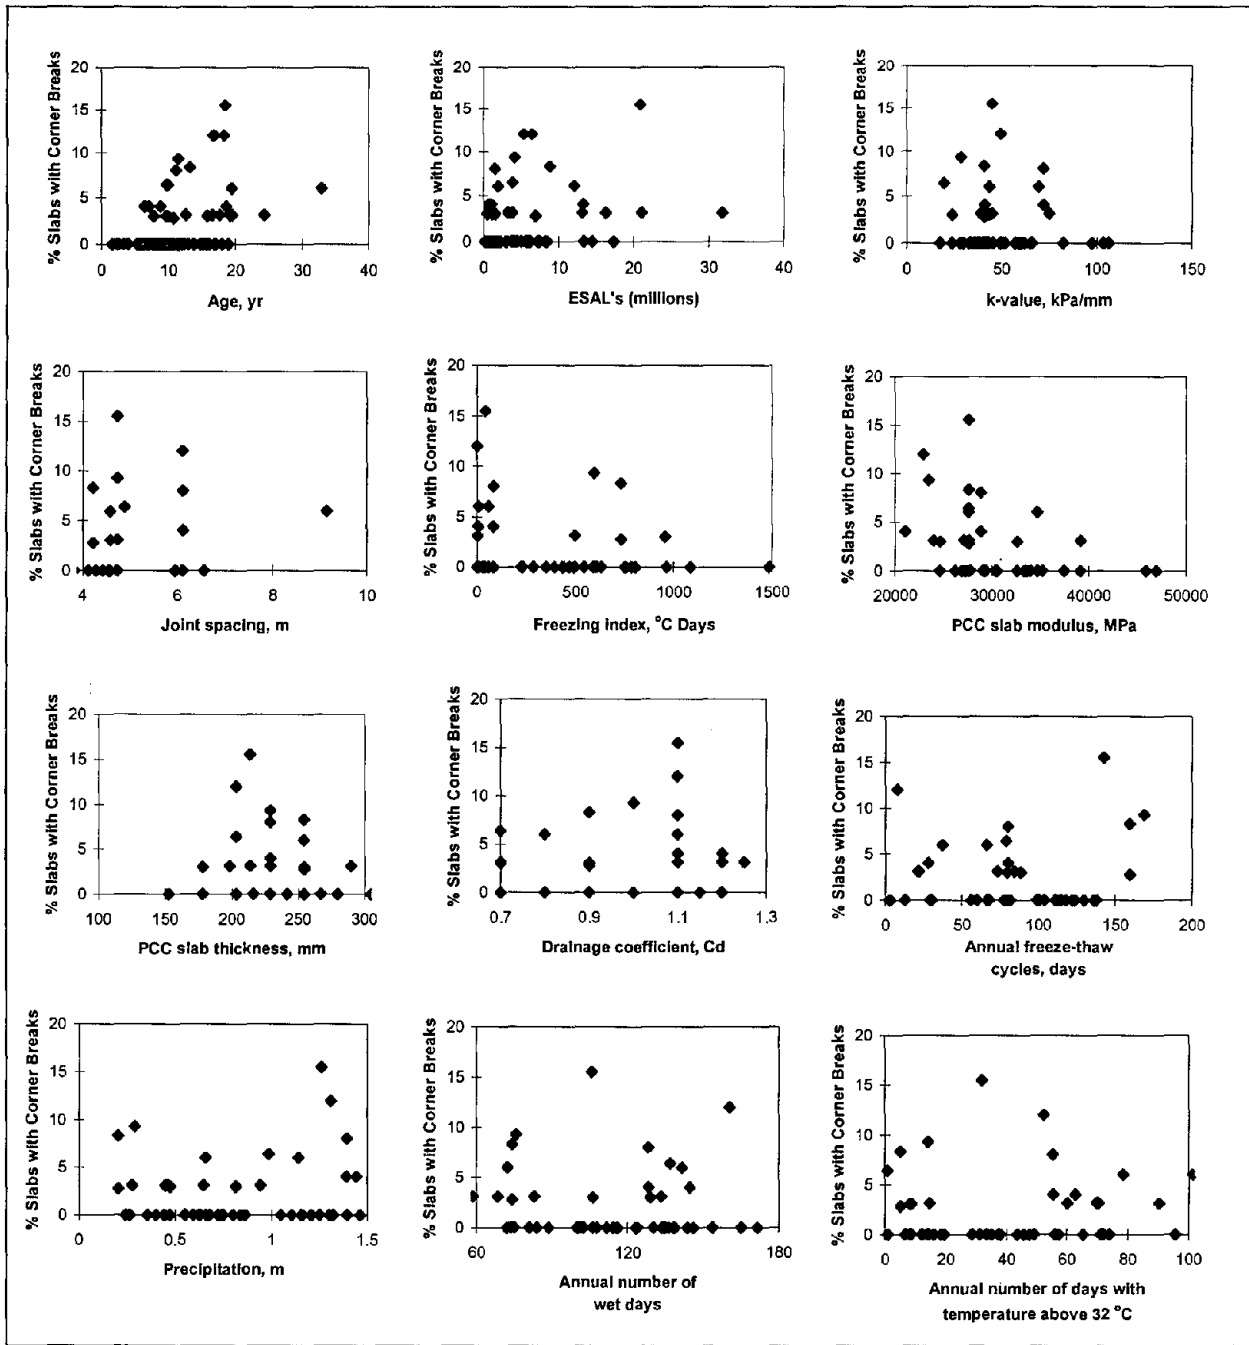 % Slabs with Corner Breaks
20
15
10
5
0
0 10 20 30 40
Age, yr
% Slabs with Corner Breaks
20
15
10
5
0
0 10 20 30 40
ESAL's (millions)
% Slabs with Corner Breaks
20
15
10
5
0
0 50 100 150
k-value, kPa/mm
% Slabs with Corner Breaks
20
15
10
5
0
4 6 8 10
Joint spacing, m
% Slabs with Corner Breaks
20
15
10
5
0
0 500 1000 1500
Freezing index, °C Days
% Slabs with Corner Breaks
20
15
10
5
0
20000 30000 40000 50000
PCC slab modulus, MPa
% Slabs with Corner Breaks
20
15
10
5
0
100 150 200 250 300
PCC slab thickness, mm
% Slabs with Corner Breaks
20
15
10
5
0
0.7 0.9 1.1 1.3
Drainage coefficient, Cd
% Slabs with Corner Breaks
20
15
10
5
0
0 50 100 150 200
Annual freeze-thaw
cycles, days
% Slabs with Corner Breaks
20
15
10
5
0
0 0.5 1 1.5
Precipitation, m
% Slabs with Corner Breaks
20
15
10
5
0
60 120 180
Annual number of
wet days
% Slabs with Corner Breaks
20
15
10
5
0
0 20 40 60 80 100
Annual number of days with
temperature above 32 °C